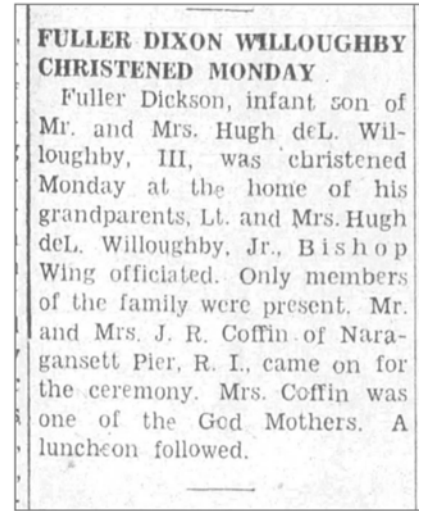 FULLER DIXON WILLOUGHBY
CHRISTENED MONDAY
Fuller Dickson, infant son of
Mr. and Mrs. Hugh deL. Wil-
loughby, III, was christened
Monday at the home of his
grandparents, Lt. and Mrs. Hugh
deL. Willoughby, Jr., Bishop
Wing officiated. Only members
of the family were present. Mr.
and Mrs. J. R. Coffin of Nara-
gansett Pier, R. I., came on for
the ceremony. Mrs. Coffin was
one of the God Mothers. A
luncheon followed.